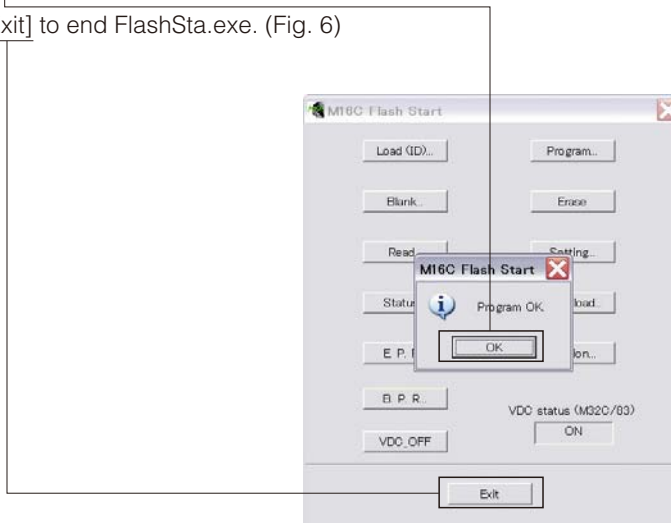 xit] to end FlashSta.exe. (Fig. 6)
M16C Flash Start
Load (ID)... Program...
Blank... Erase
Read... Setting...
M16C Flash Start
Program OK.
OK
E. P. R...
B. P. R...
VDC status (M32C/83)
ON
VDC_OFF
Exit